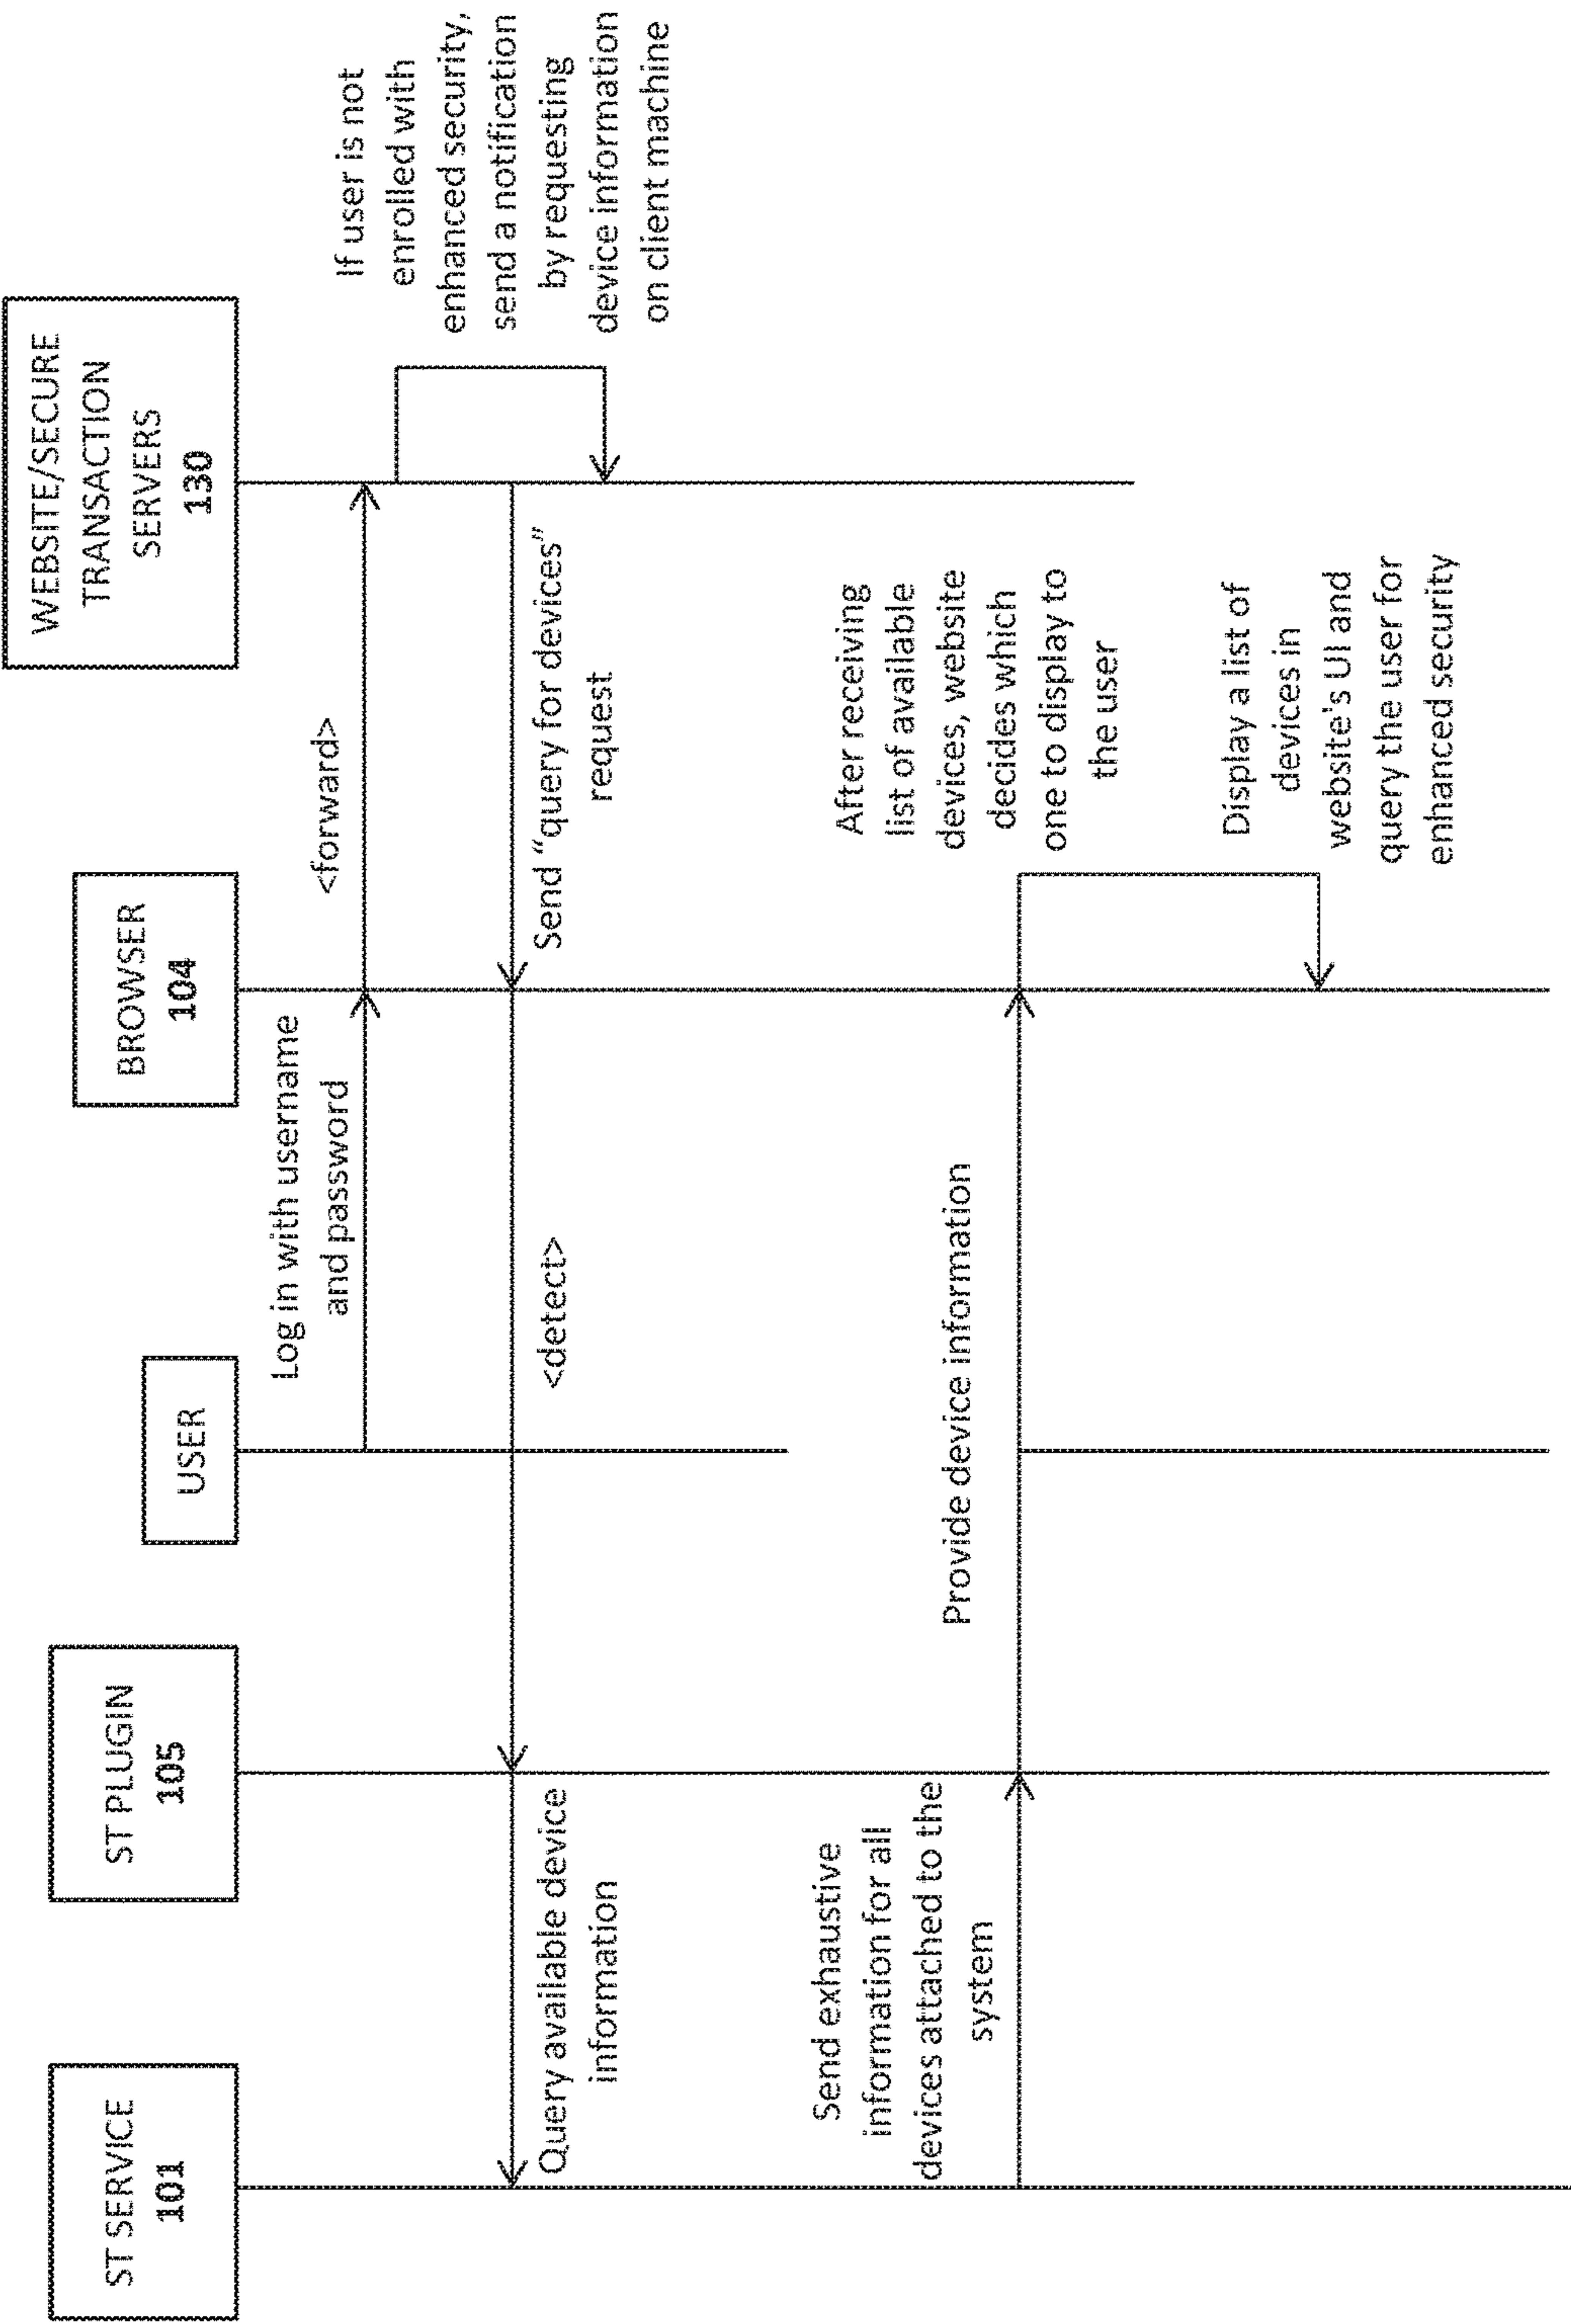 ST SERVICE
101
ST PLUGIN
105
USER
BROWSER
104
WEBSITE/SECURE
TRANSACTION
SERVERS
130
Log in with username
and password
<forward>
If user is not
enrolled with
enhanced security,
send a notification
by requesting
device information
on client machine
Send “query for devices”
request
<detect>
Query available device
information
Send exhaustive
information for all
devices attached to the
system
Provide device information
After receiving
list of available
devices, website
decides which
one to display to
the user
Display a list of
devices in
website's UI and
query the user for
enhanced security